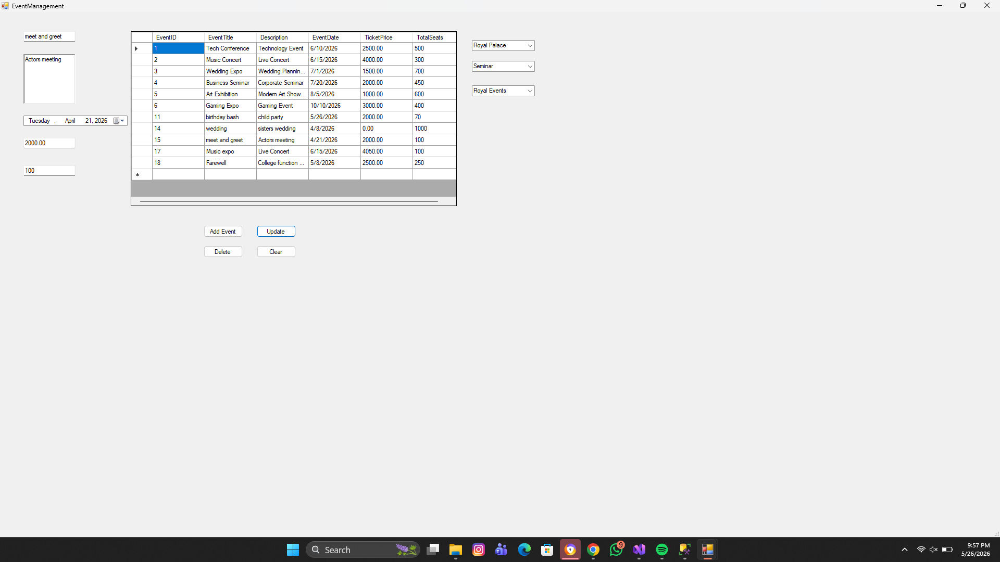 EventManagement
meet and greet
Actors meeting
Tuesday , April 21, 2026
2000.00
100
EventID EventTitle Description EventDate TicketPrice TotalSeats
1 Tech Conference Technology Event 6/10/2026 2500.00 500
2 Music Concert Live Concert 6/15/2026 4000.00 300
3 Wedding Expo Wedding Plannin... 7/1/2026 1500.00 700
4 Business Seminar Corporate Seminar 7/20/2026 2000.00 450
5 Art Exhibition Modern Art Show... 8/5/2026 1000.00 600
6 Gaming Expo Gaming Event 10/10/2026 3000.00 400
11 birthday bash child party 5/26/2026 2000.00 70
14 wedding sisters wedding 4/8/2026 0.00 1000
15 meet and greet Actors meeting 4/21/2026 2000.00 100
17 Music expo Live Concert 6/15/2026 4050.00 100
18 Farewell College function ... 5/8/2026 2500.00 250
Royal Palace
Seminar
Royal Events
Add Event Update
Delete Clear
Search
9
9:57 PM
5/26/2026